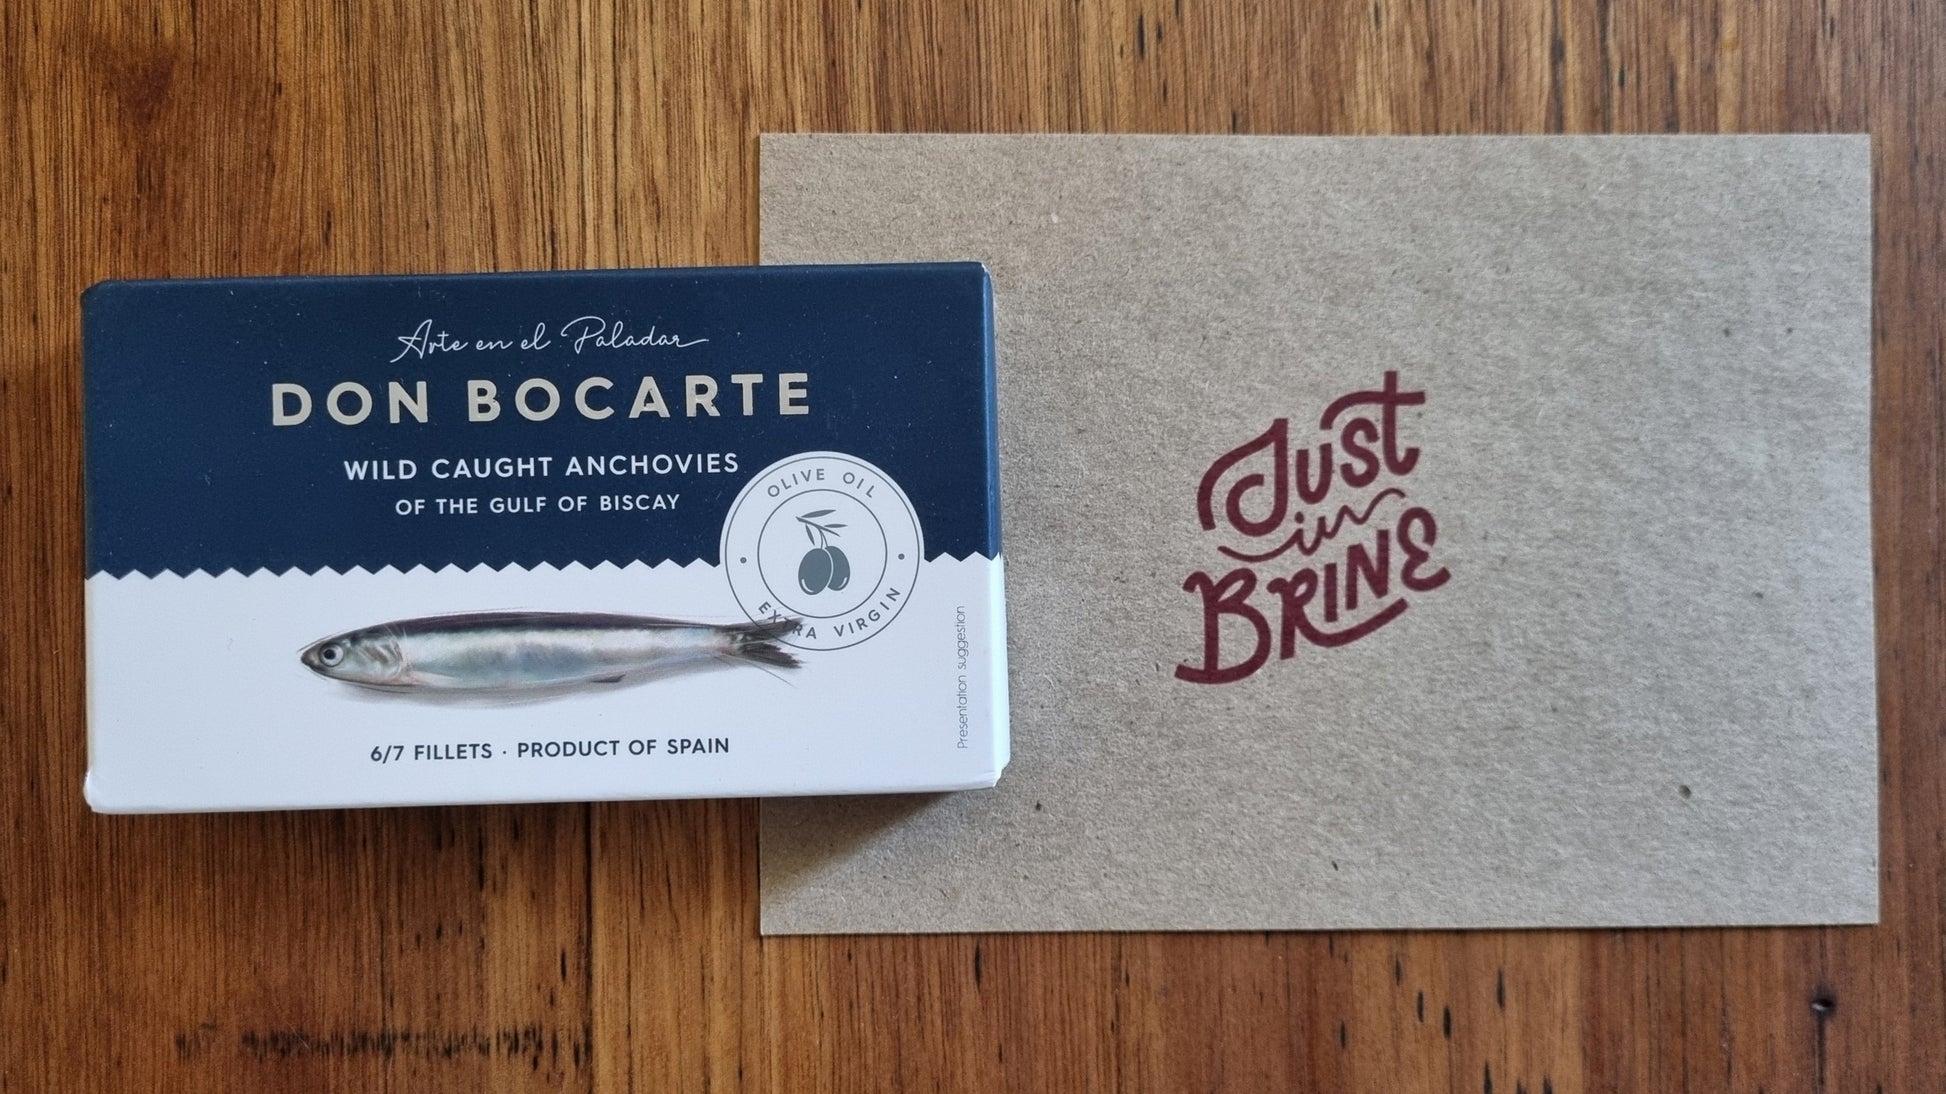 Arte en el Paladar
DON BOCARTE
WILD CAUGHT ANCHOVIES
OF THE GULF OF BISCAY
OLIVE OIL
EXTRA VIRGIN
Presentation suggestion
6/7 FILLETS · PRODUCT OF SPAIN
Just
in
BRINE